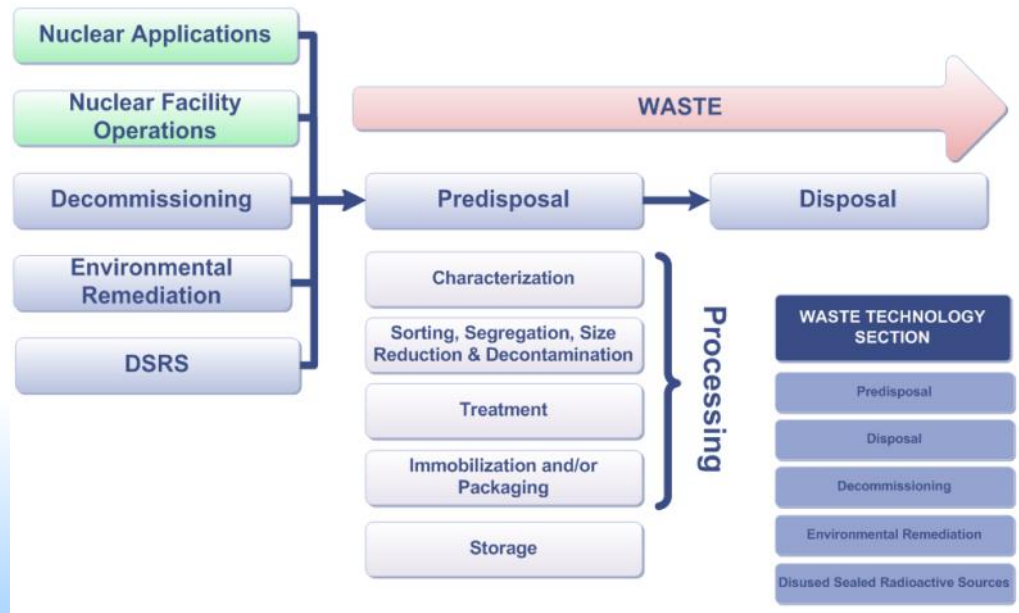 Nuclear Applications
Nuclear Facility
Operations
Decommissioning
Environmental
Remediation
DSRS
WASTE
Predisposal
Disposal
Characterization
Sorting, Segregation, Size
Reduction & Decontamination
Treatment
Immobilization and/or
Packaging
Storage
Processing
WASTE TECHNOLOGY
SECTION
Predisposal
Disposal
Decommissioning
Environmental Remediation
Disused Sealed Radioactive Sources